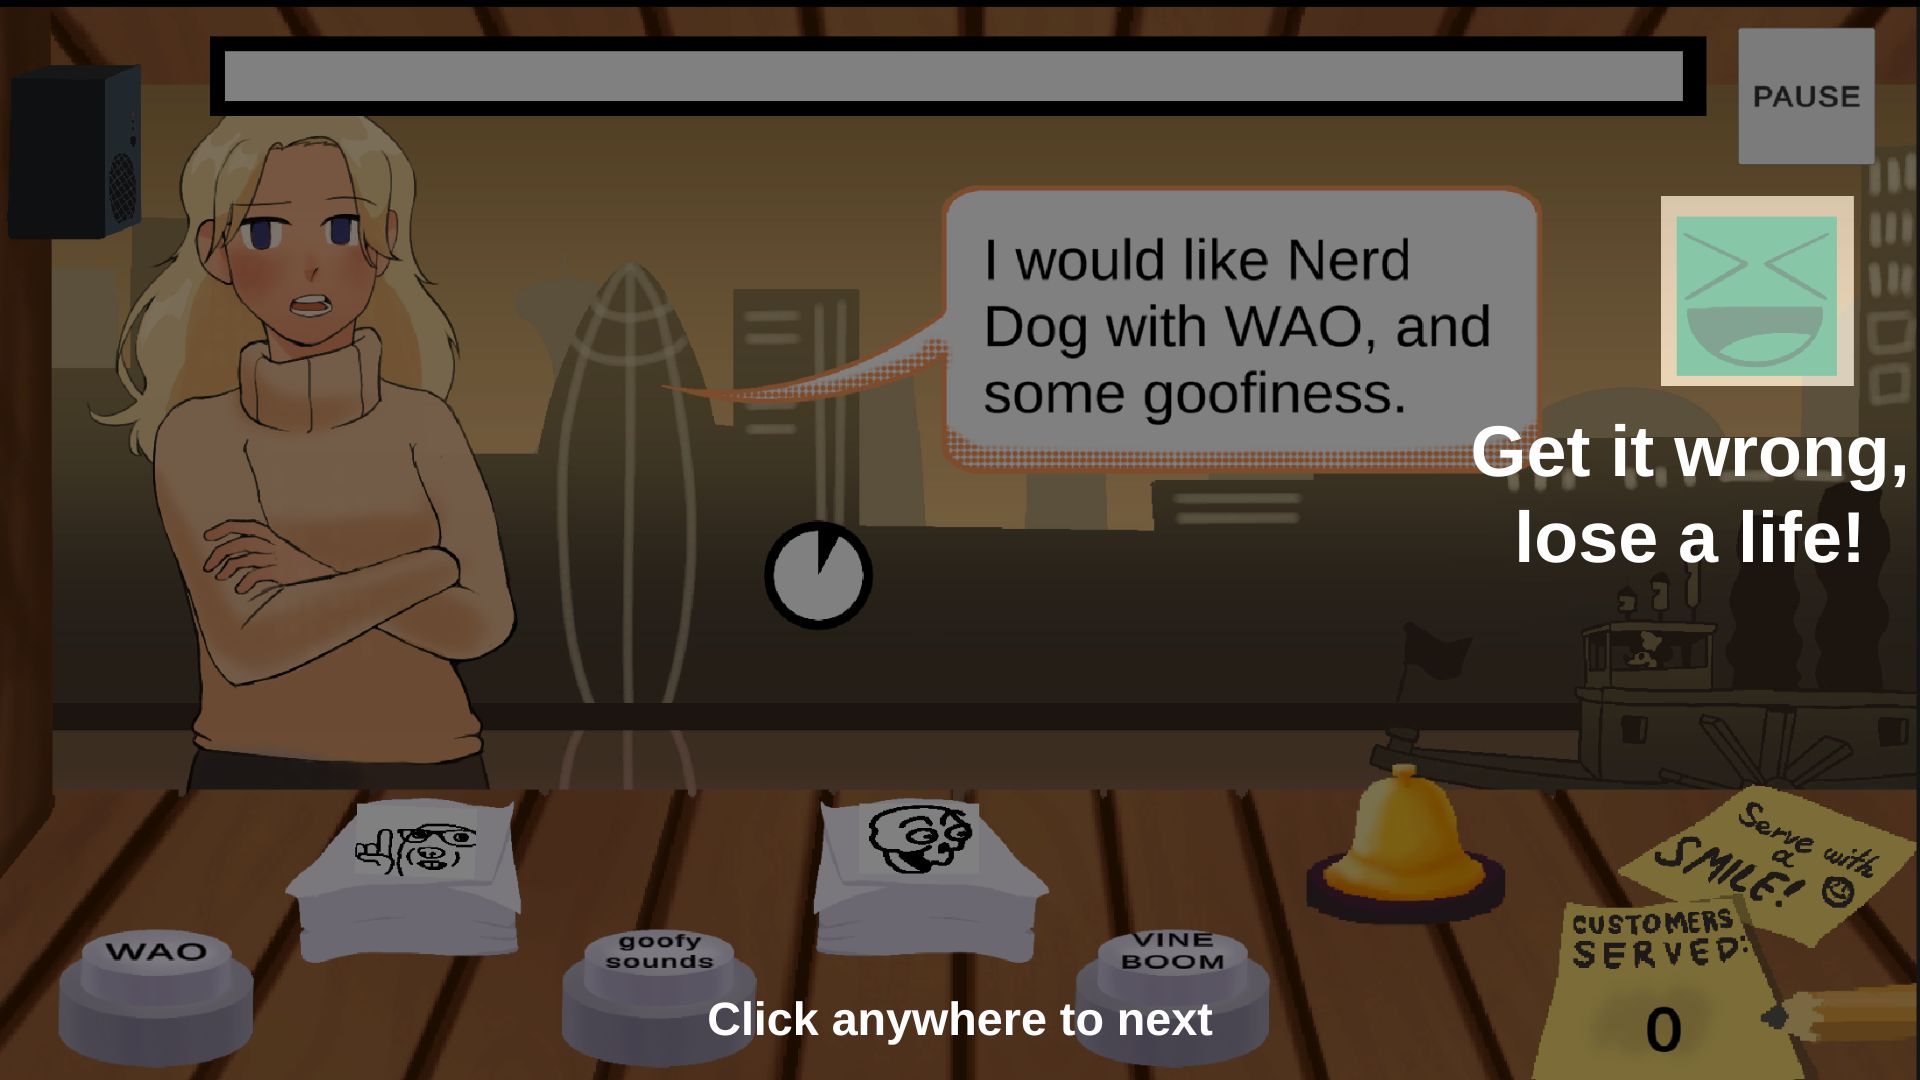 PAUSE
I would like Nerd
Dog with WAO, and
some goofiness.
Get it wrong,
lose a life!
Serve with
a
SMILE!
CUSTOMERS
SERVED:
0
WAO
goofy
sounds
VINE
BOOM
Click anywhere to next